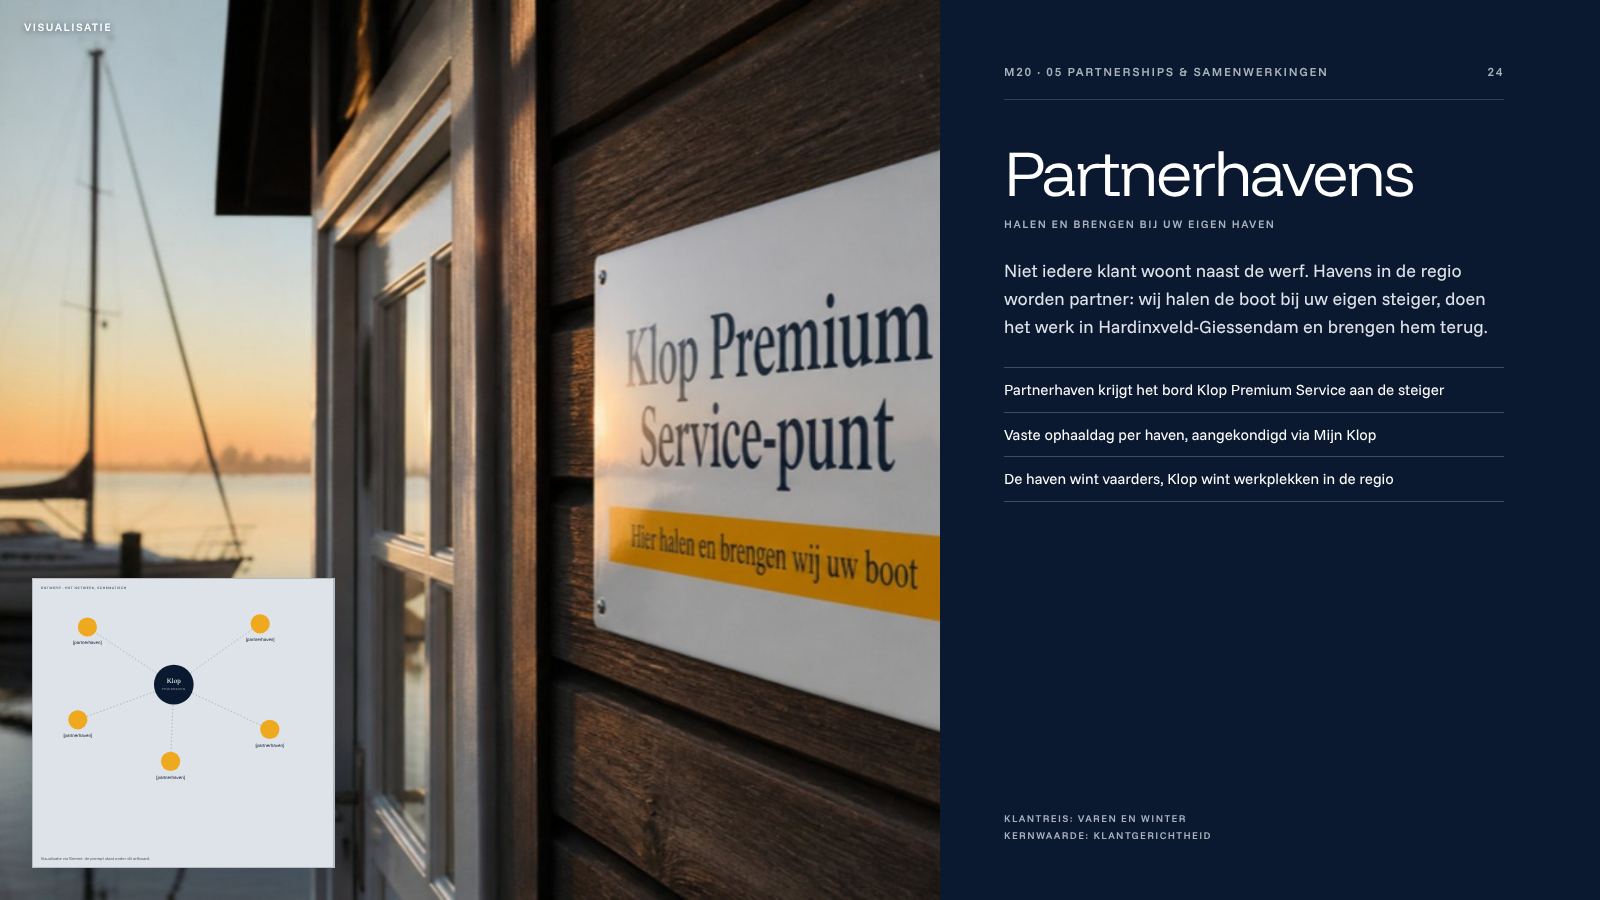 VISUALISATIE
M20 · 05 PARTNERSHIPS & SAMENWERKINGEN
24
Partnerhavens
HALEN EN BRENGEN BIJ UW EIGEN HAVEN
Niet iedere klant woont naast de werf. Havens in de regio
worden partner: wij halen de boot bij uw eigen steiger, doen
het werk in Hardinxveld-Giessendam en brengen hem terug.
Partnerhaven krijgt het bord Klop Premium Service aan de steiger
Vaste ophaaldag per haven, aangekondigd via Mijn Klop
De haven wint vaarders, Klop wint werkplekken in de regio
KLANTREIS: VAREN EN WINTER
KERNWAARDE: KLANTGERICHTHEID
Klop Premium
Service-punt
Hier halen en brengen wij uw boot
ONTWERP · HET NETWERK, SCHEMATISCH
[partnerhaven]
[partnerhaven]
Klop
[partnerhaven]
[partnerhaven]
[partnerhaven]